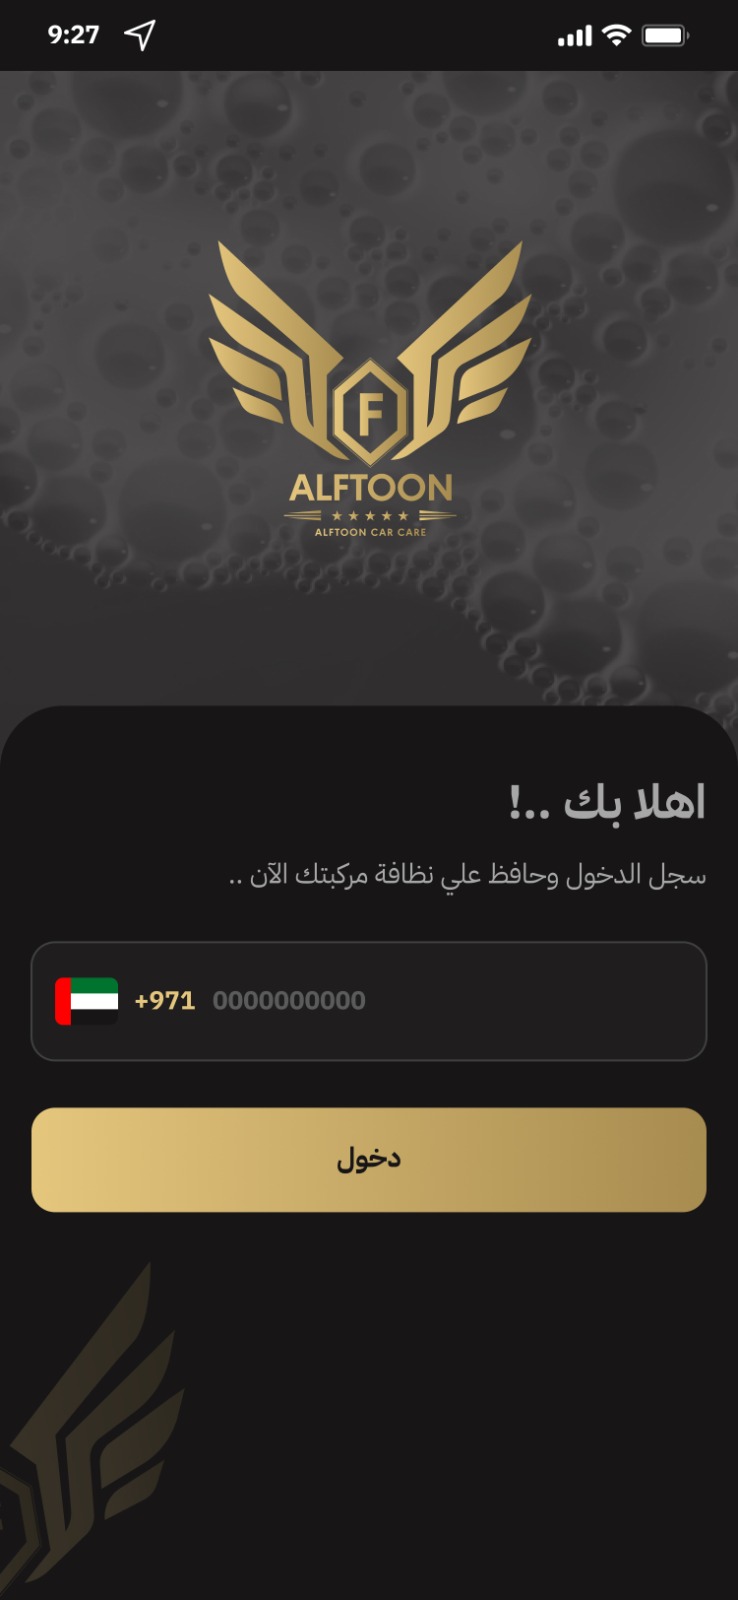 9:27
F
ALFTOON
ALFTOON CAR CARE
اهلا بك ..!
سجل الدخول وحافظ علي نظافة مركبتك الآن ..
+971 0000000000
دخول